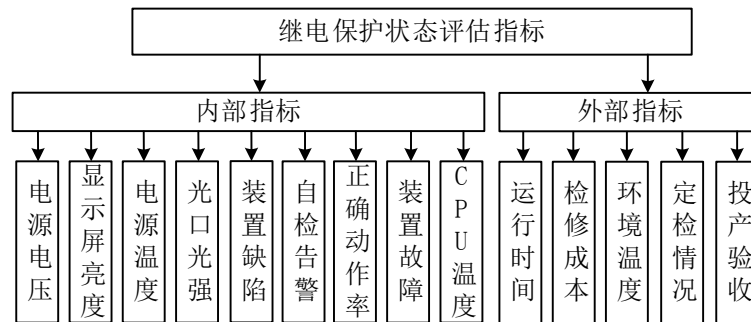 继电保护状态评估指标
内部指标
外部指标
电源电压
显示屏亮度
电源温度
光口光强
装置缺陷
自检告警
正确动作率
装置故障
CPU温度
运行时间
检修成本
环境温度
定检情况
投产验收